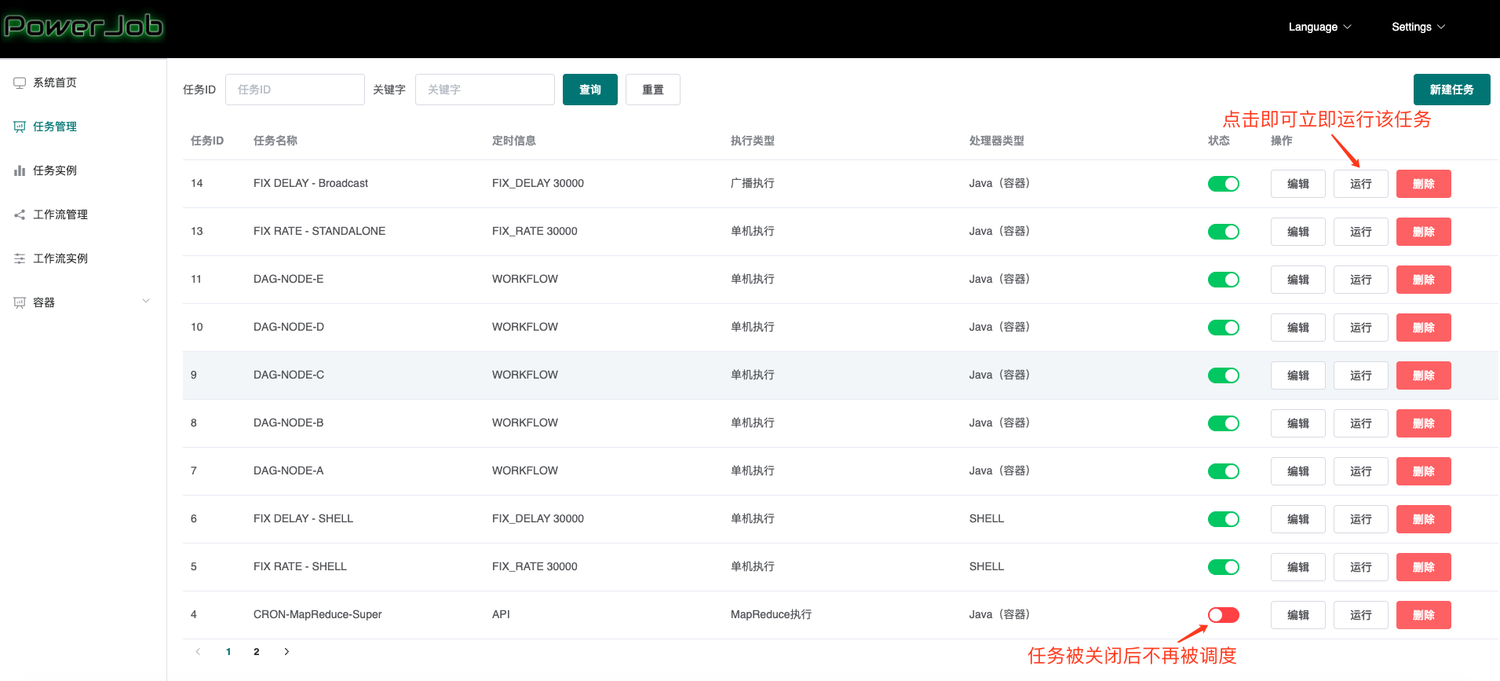 PowerJob
Language Settings
系统首页
任务管理
任务实例
工作流管理
工作流实例
容器
任务ID 任务ID 关键字 关键字 查询 重置 新建任务
点击即可立即运行该任务
任务ID 任务名称 定时信息 执行类型 处理器类型 状态 操作
14 FIX DELAY - Broadcast FIX_DELAY 30000 广播执行 Java（容器） 编辑 运行 删除
13 FIX RATE - STANDALONE FIX_RATE 30000 单机执行 Java（容器） 编辑 运行 删除
11 DAG-NODE-E WORKFLOW 单机执行 Java（容器） 编辑 运行 删除
10 DAG-NODE-D WORKFLOW 单机执行 Java（容器） 编辑 运行 删除
9 DAG-NODE-C WORKFLOW 单机执行 Java（容器） 编辑 运行 删除
8 DAG-NODE-B WORKFLOW 单机执行 Java（容器） 编辑 运行 删除
7 DAG-NODE-A WORKFLOW 单机执行 Java（容器） 编辑 运行 删除
6 FIX DELAY - SHELL FIX_DELAY 30000 单机执行 SHELL 编辑 运行 删除
5 FIX RATE - SHELL FIX_RATE 30000 单机执行 SHELL 编辑 运行 删除
4 CRON-MapReduce-Super API MapReduce执行 Java（容器） 编辑 运行 删除
1 2
任务被关闭后不再被调度